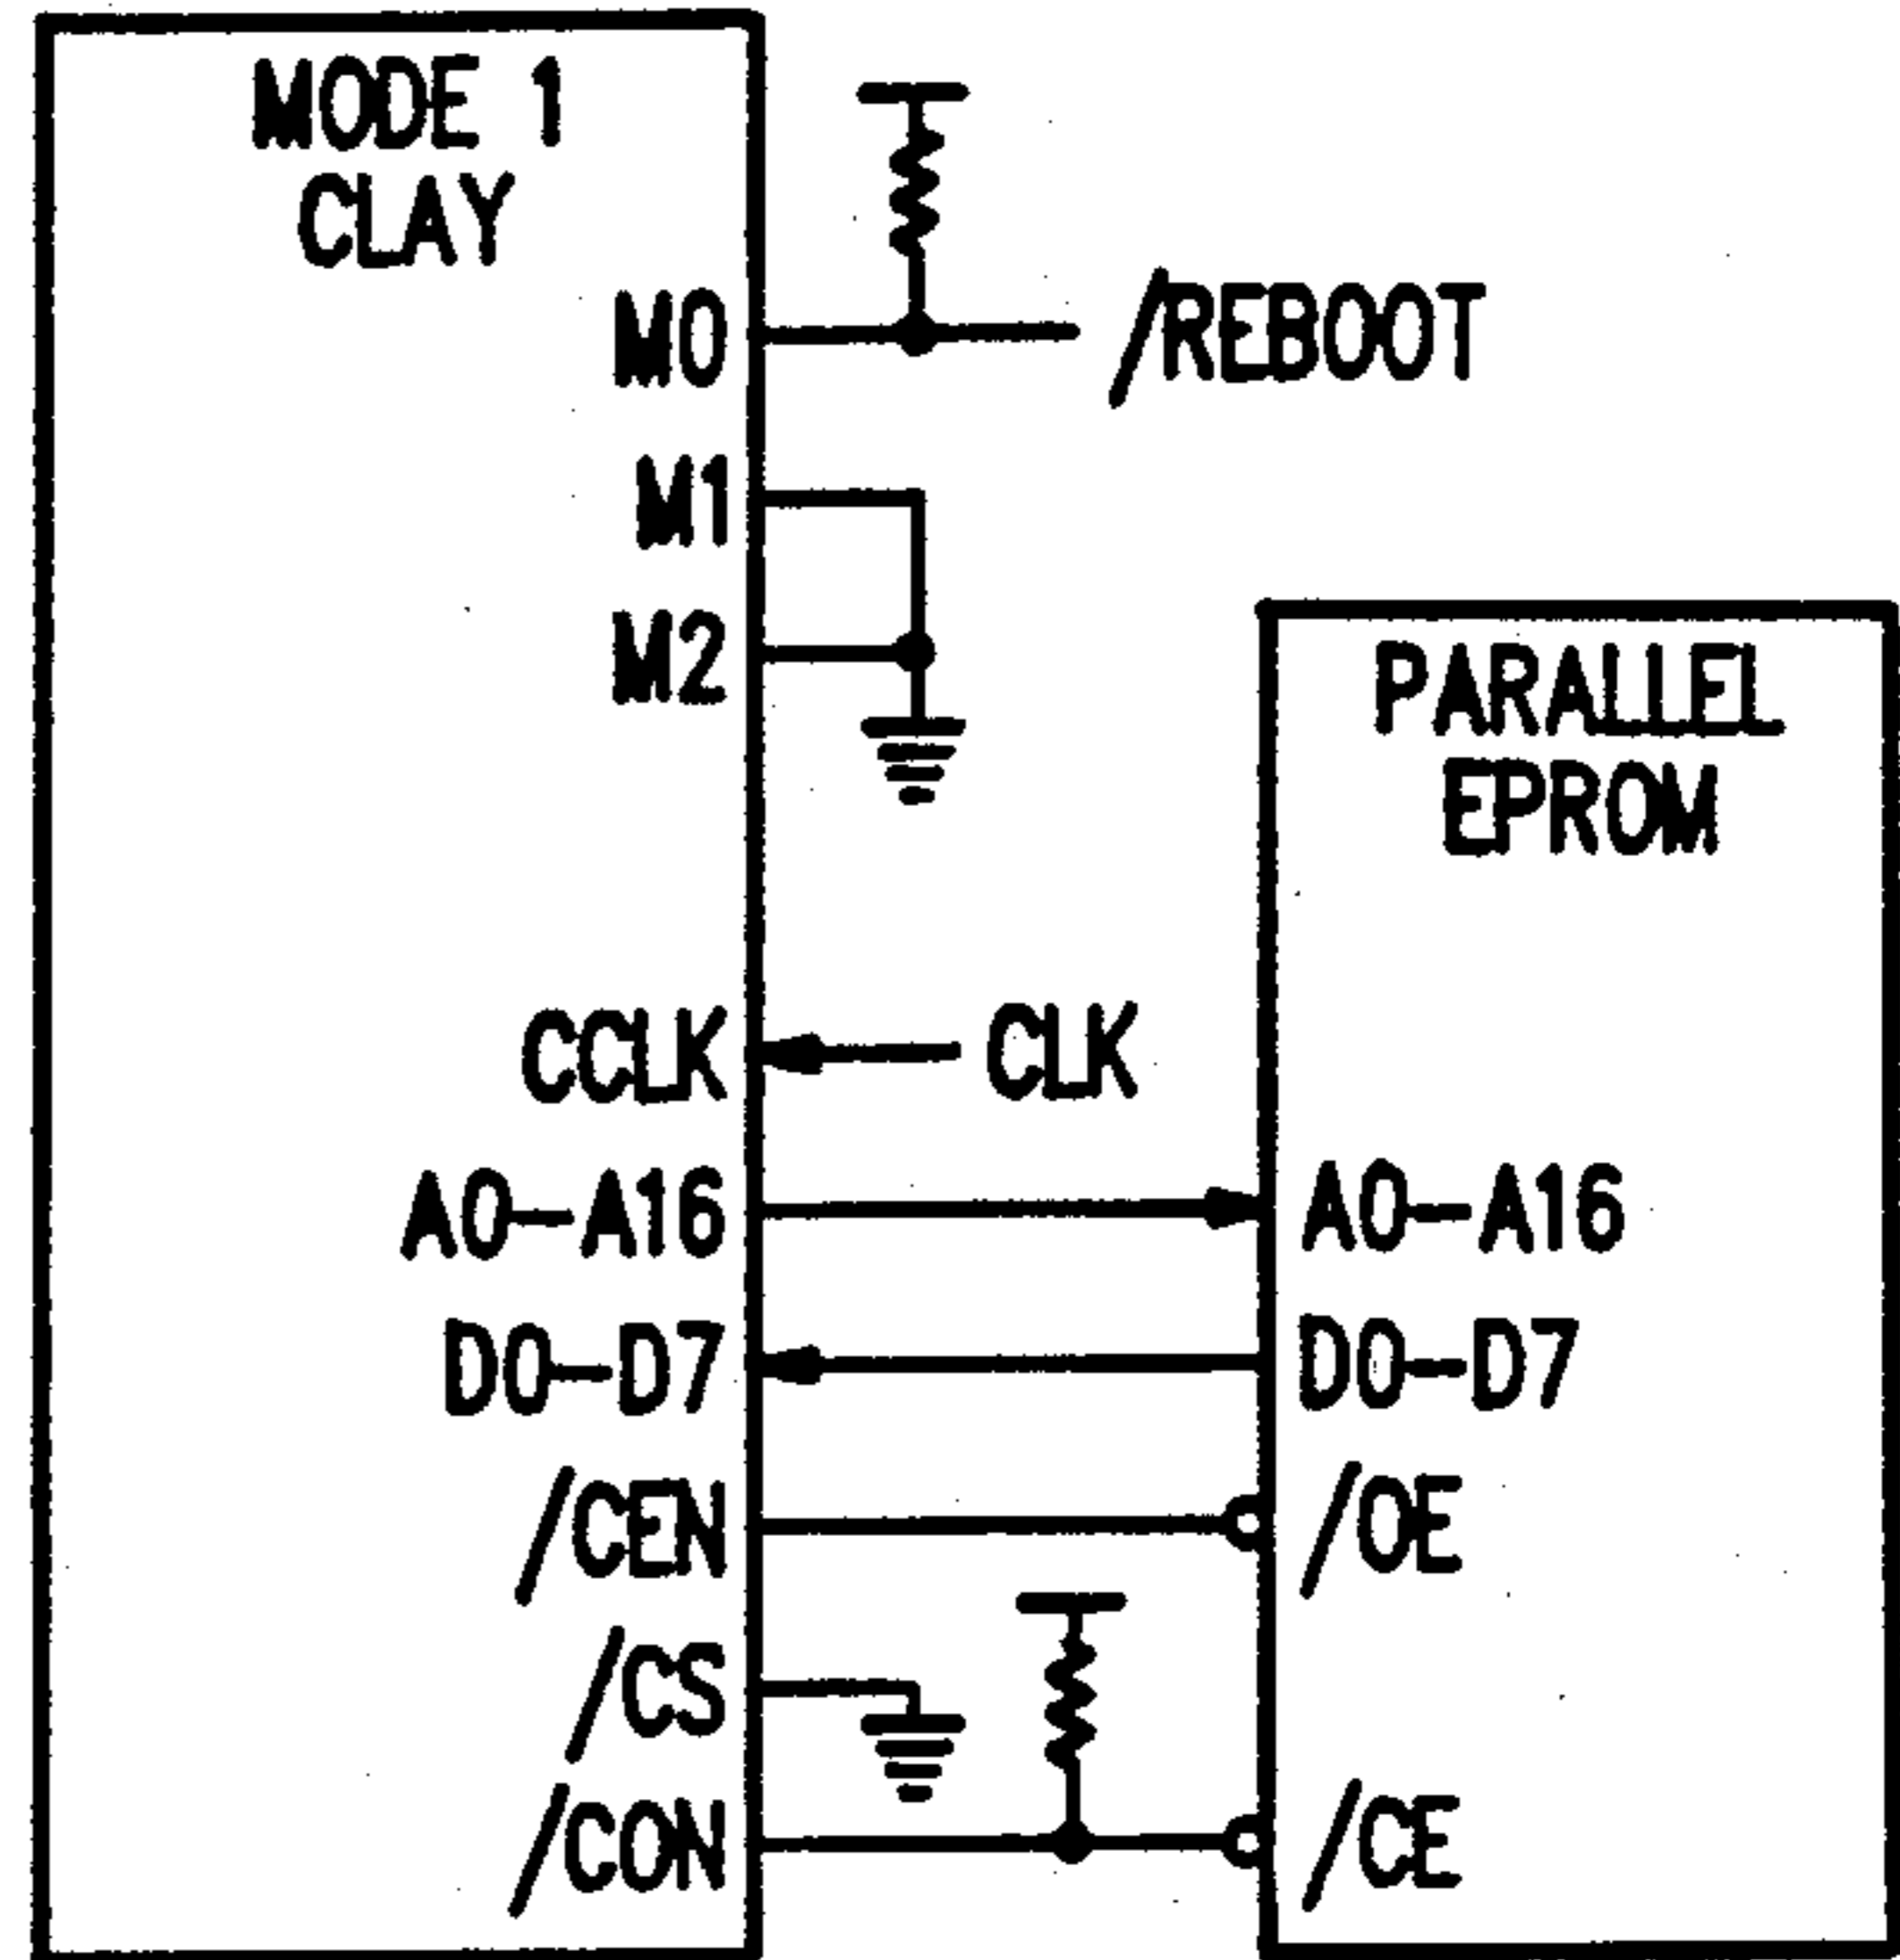 MODE 1
CLAY
M0
/REBOOT
M1
M2
PARALLEL
EPROM
CCLK
CLK
A0-A16
A0-A16
D0-D7
D0-D7
/CEN
/OE
/CS
/CON
/CE